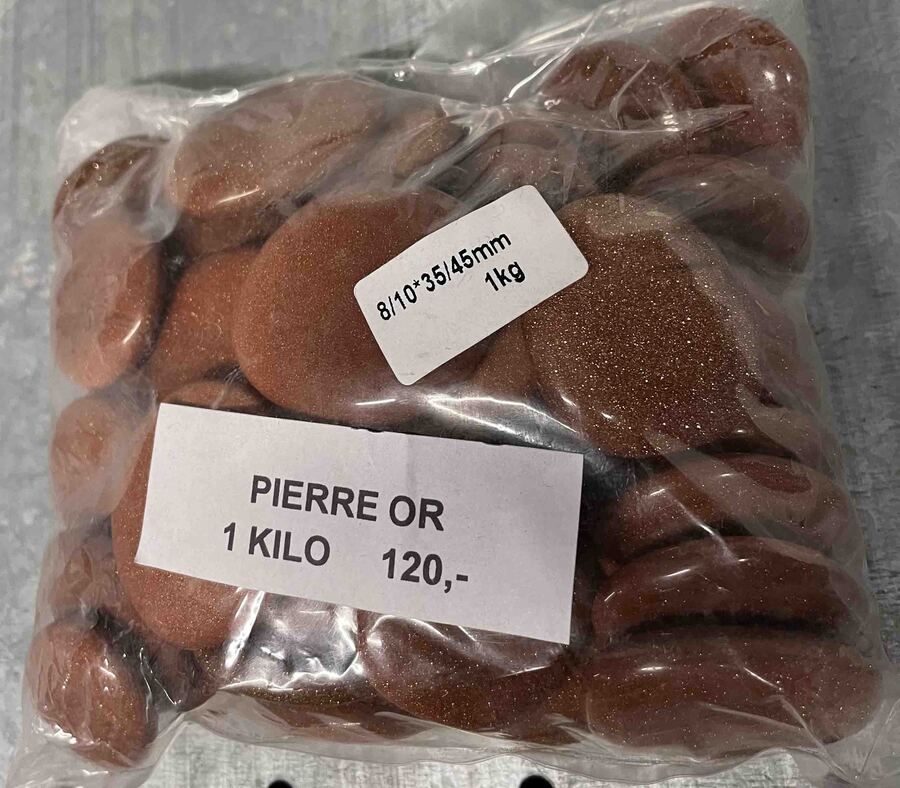 8/10*35/45mm
1kg
PIERRE OR
1 KILO 120,-